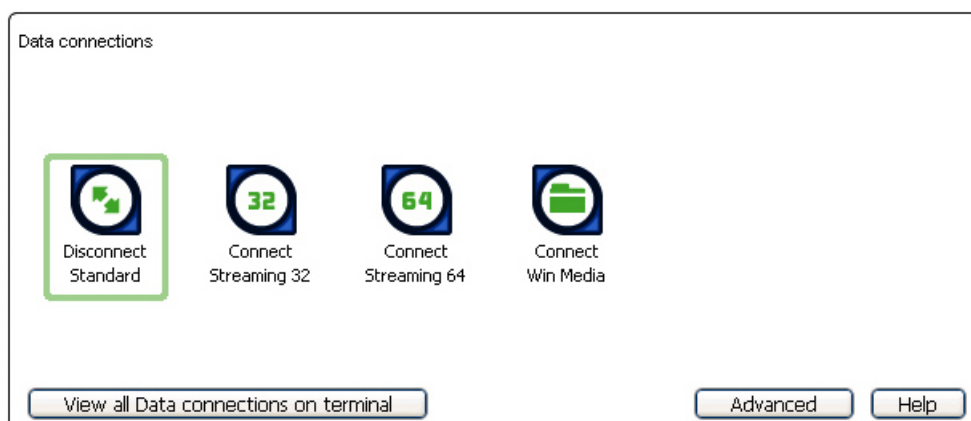 Data connections
32
64
Disconnect
Standard
Connect
Streaming 32
Connect
Streaming 64
Connect
Win Media
View all Data connections on terminal
Advanced
Help